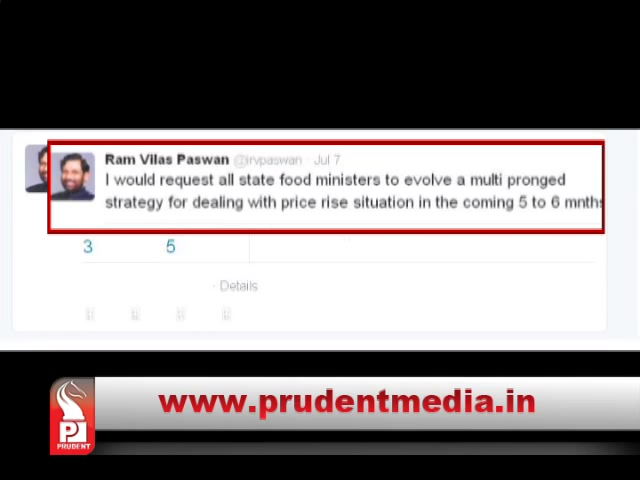 Ram Vilas Paswan @irvpaswan · Jul 7
I would request all state food ministers to evolve a multi pronged
strategy for dealing with price rise situation in the coming 5 to 6 mnths
3 5
· Details
www.prudentmedia.in
PRUDENT